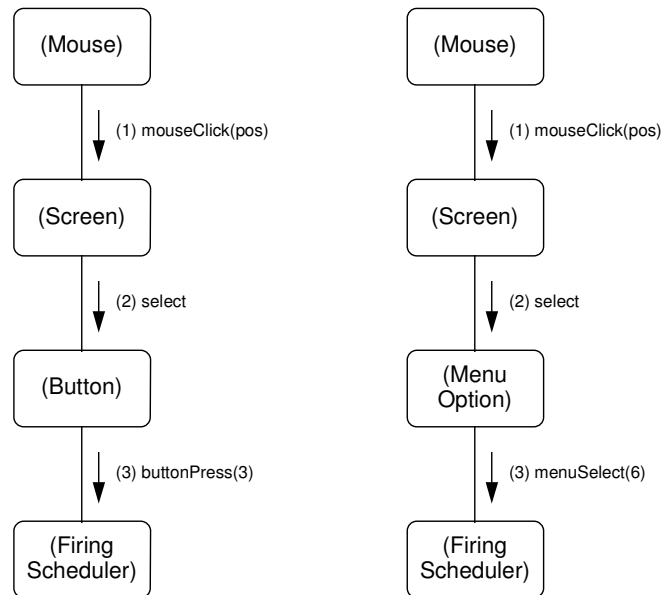 (Mouse)
(1) mouseClick(pos)
(Screen)
(2) select
(Button)
(3) buttonPress(3)
(Firing
Scheduler)
(Mouse)
(1) mouseClick(pos)
(Screen)
(2) select
(Menu
Option)
(3) menuSelect(6)
(Firing
Scheduler)